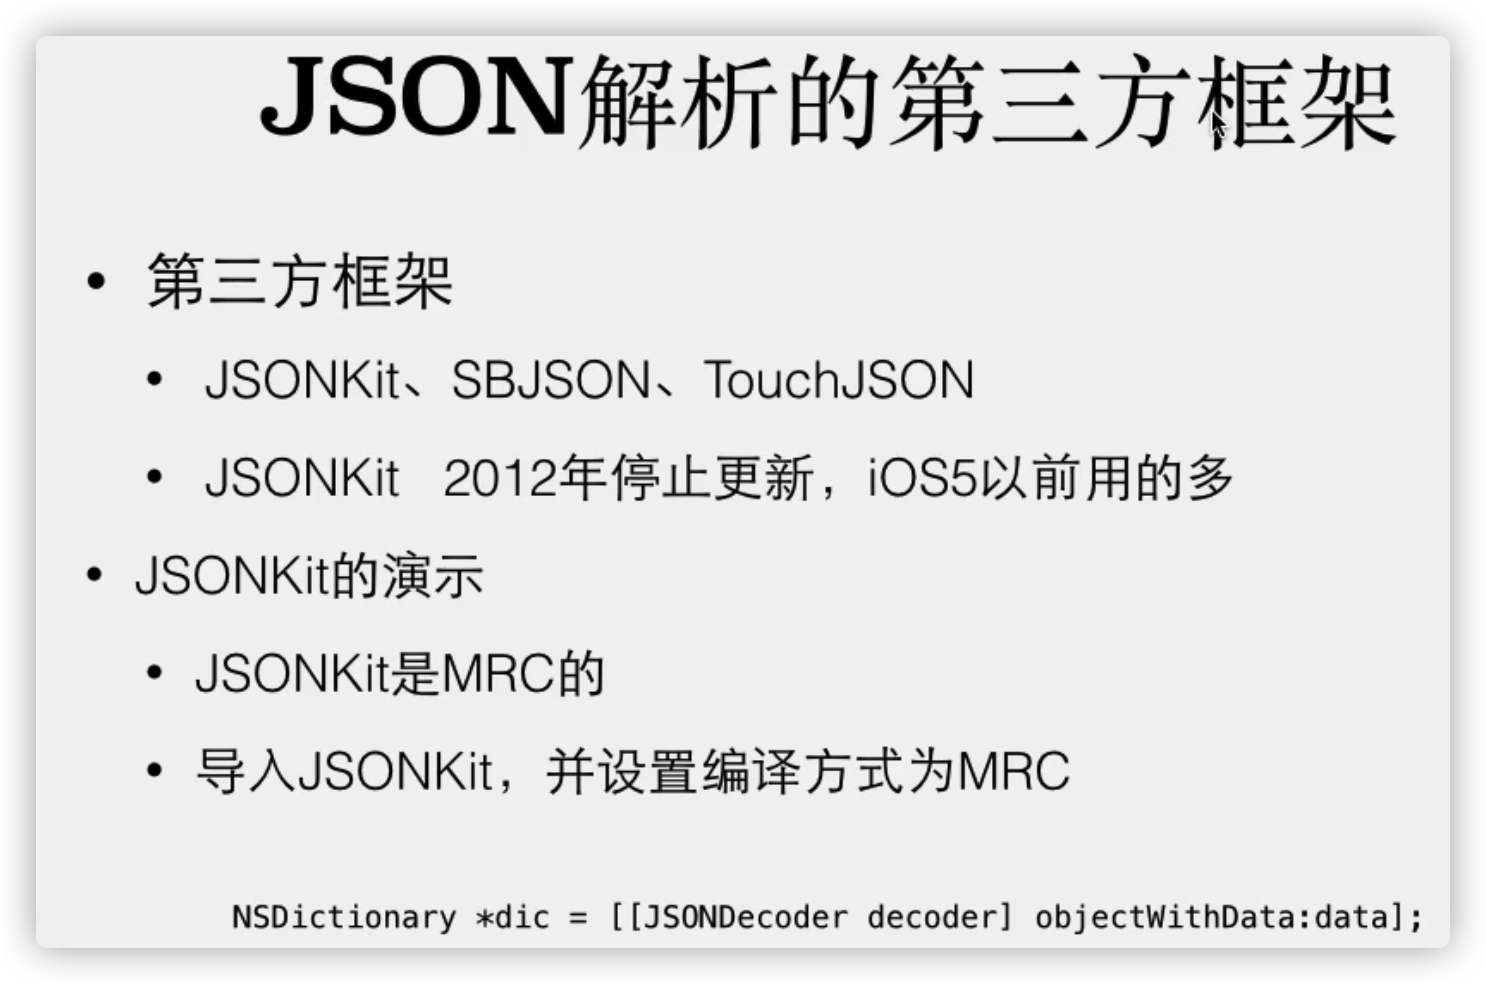 JSON解析的第三方框架
• 第三方框架
• JSONKit、SBJSON、TouchJSON
• JSONKit 2012年停止更新，iOS5以前用的多
• JSONKit的演示
• JSONKit是MRC的
• 导入JSONKit，并设置编译方式为MRC
NSDictionary *dic = [[JSONDecoder decoder] objectWithData:data];